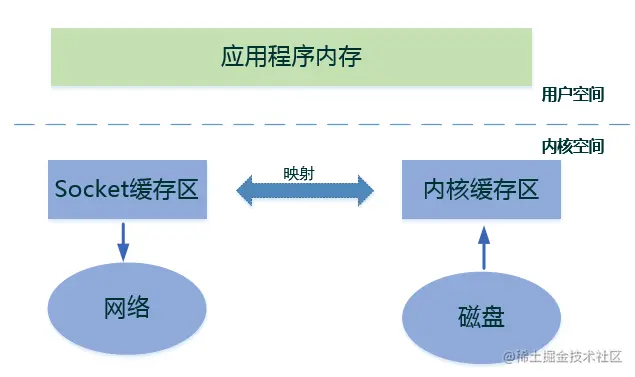 应用程序内存
用户空间
内核空间
Socket缓存区
映射
内核缓存区
网络
磁盘
@稀土掘金技术社区